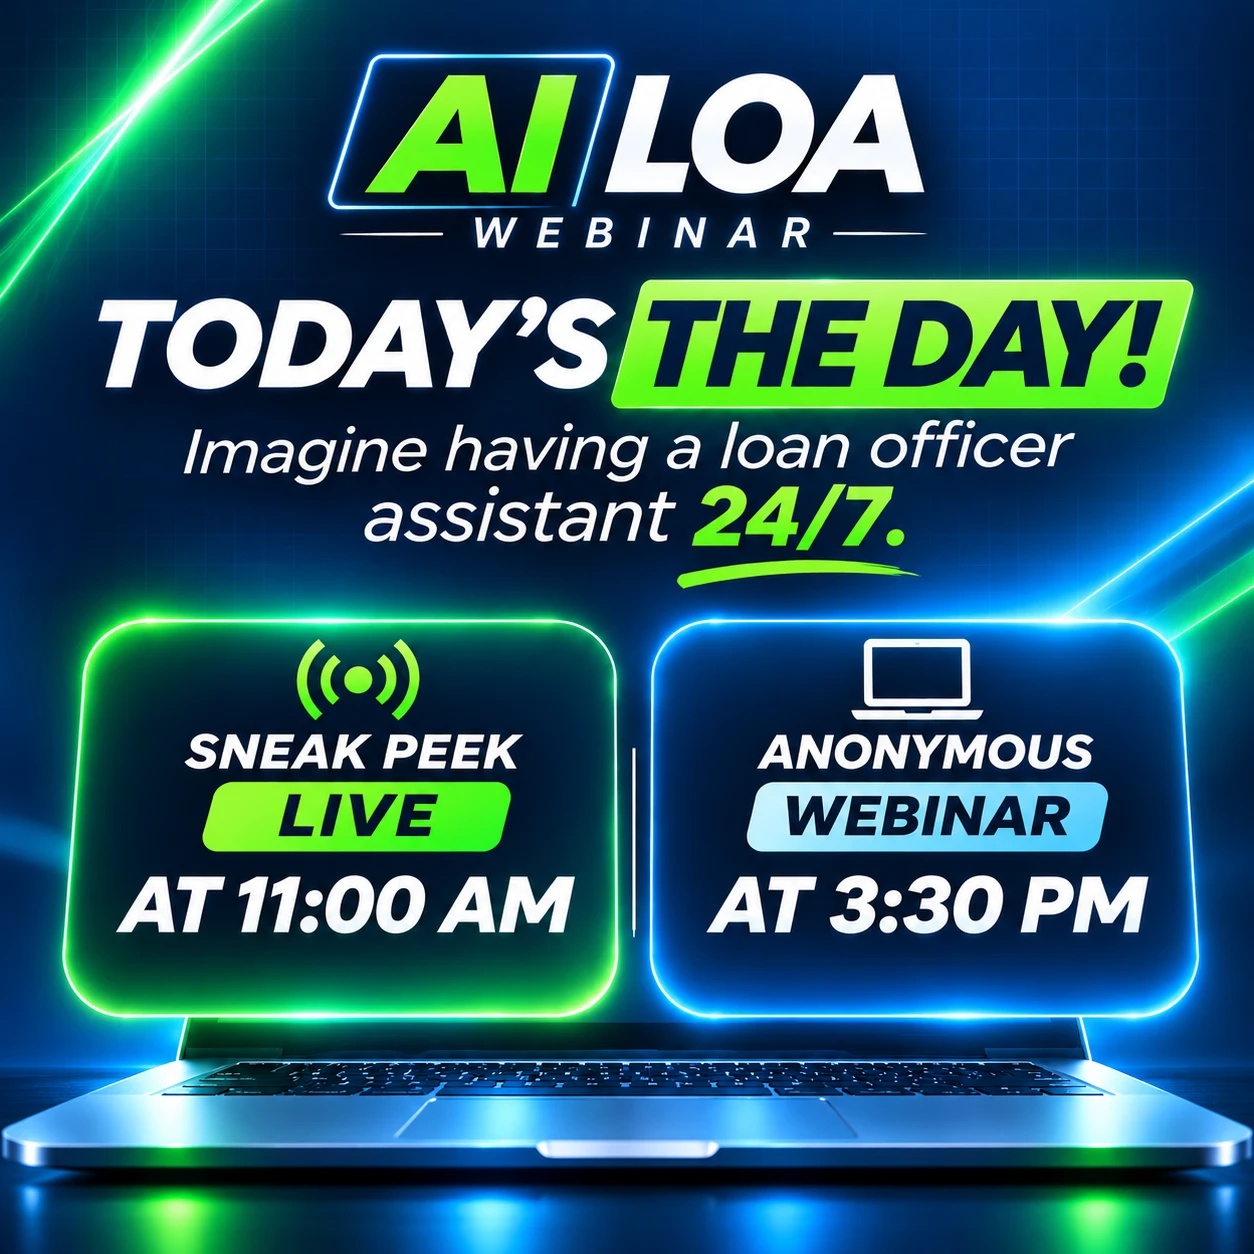 AI LOA
WEBINAR
TODAY'S THE DAY!
Imagine having a loan officer
assistant 24/7.
SNEAK PEEK
LIVE
AT 11:00 AM
ANONYMOUS
WEBINAR
AT 3:30 PM